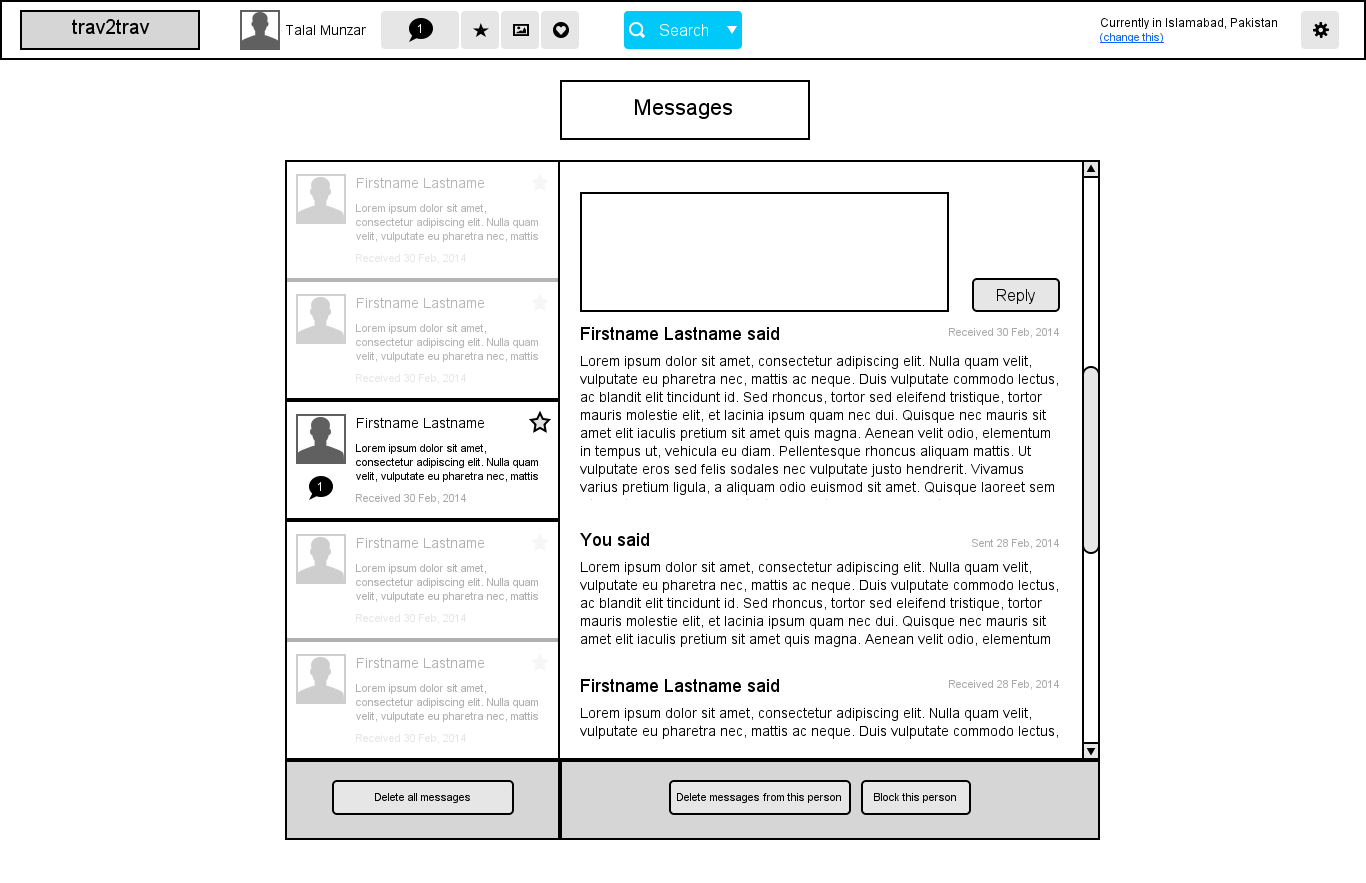 trav2trav
Talal Munzar
1
Search
Currently in Islamabad, Pakistan
(change this)
Messages
Firstname Lastname
Lorem ipsum dolor sit amet,
consectetur adipiscing elit. Nulla quam
velit, vulputate eu pharetra nec, mattis
Received 30 Feb, 2014
Firstname Lastname
Lorem ipsum dolor sit amet,
consectetur adipiscing elit. Nulla quam
velit, vulputate eu pharetra nec, mattis
Received 30 Feb, 2014
Firstname Lastname
Lorem ipsum dolor sit amet,
consectetur adipiscing elit. Nulla quam
velit, vulputate eu pharetra nec, mattis
1
Received 30 Feb, 2014
Firstname Lastname
Lorem ipsum dolor sit amet,
consectetur adipiscing elit. Nulla quam
velit, vulputate eu pharetra nec, mattis
Received 30 Feb, 2014
Firstname Lastname
Lorem ipsum dolor sit amet,
consectetur adipiscing elit. Nulla quam
velit, vulputate eu pharetra nec, mattis
Received 30 Feb, 2014
Reply
Firstname Lastname said
Received 30 Feb, 2014
Lorem ipsum dolor sit amet, consectetur adipiscing elit. Nulla quam velit,
vulputate eu pharetra nec, mattis ac neque. Duis vulputate commodo lectus,
ac blandit elit tincidunt id. Sed rhoncus, tortor sed eleifend tristique, tortor
mauris molestie elit, et lacinia ipsum quam nec dui. Quisque nec mauris sit
amet elit iaculis pretium sit amet quis magna. Aenean velit odio, elementum
in tempus ut, vehicula eu diam. Pellentesque rhoncus aliquam mattis. Ut
vulputate eros sed felis sodales nec vulputate justo hendrerit. Vivamus
varius pretium ligula, a aliquam odio euismod sit amet. Quisque laoreet sem
You said
Sent 28 Feb, 2014
Lorem ipsum dolor sit amet, consectetur adipiscing elit. Nulla quam velit,
vulputate eu pharetra nec, mattis ac neque. Duis vulputate commodo lectus,
ac blandit elit tincidunt id. Sed rhoncus, tortor sed eleifend tristique, tortor
mauris molestie elit, et lacinia ipsum quam nec dui. Quisque nec mauris sit
amet elit iaculis pretium sit amet quis magna. Aenean velit odio, elementum
Firstname Lastname said
Received 28 Feb, 2014
Lorem ipsum dolor sit amet, consectetur adipiscing elit. Nulla quam velit,
vulputate eu pharetra nec, mattis ac neque. Duis vulputate commodo lectus,
Delete all messages
Delete messages from this person
Block this person